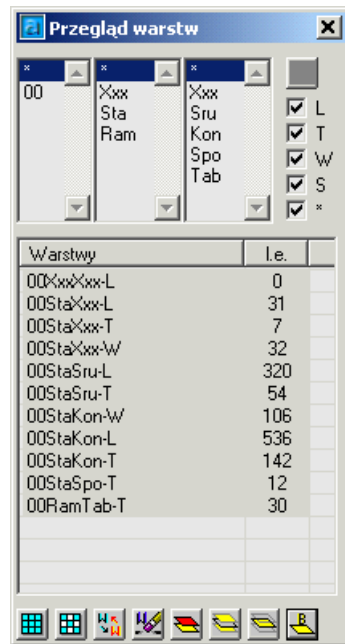 Przegląd warstw
* * *
00 Xxx Xxx
Sta Sru
Ram Kon
Spo
Tab
L
T
W
S
*
Warstwy l.e.
00XxxXxx-L 0
00StaXxx-L 31
00StaXxx-T 7
00StaXxx-W 32
00StaSru-L 320
00StaSru-T 54
00StaKon-W 106
00StaKon-L 536
00StaKon-T 142
00StaSpo-T 12
00RamTab-T 30